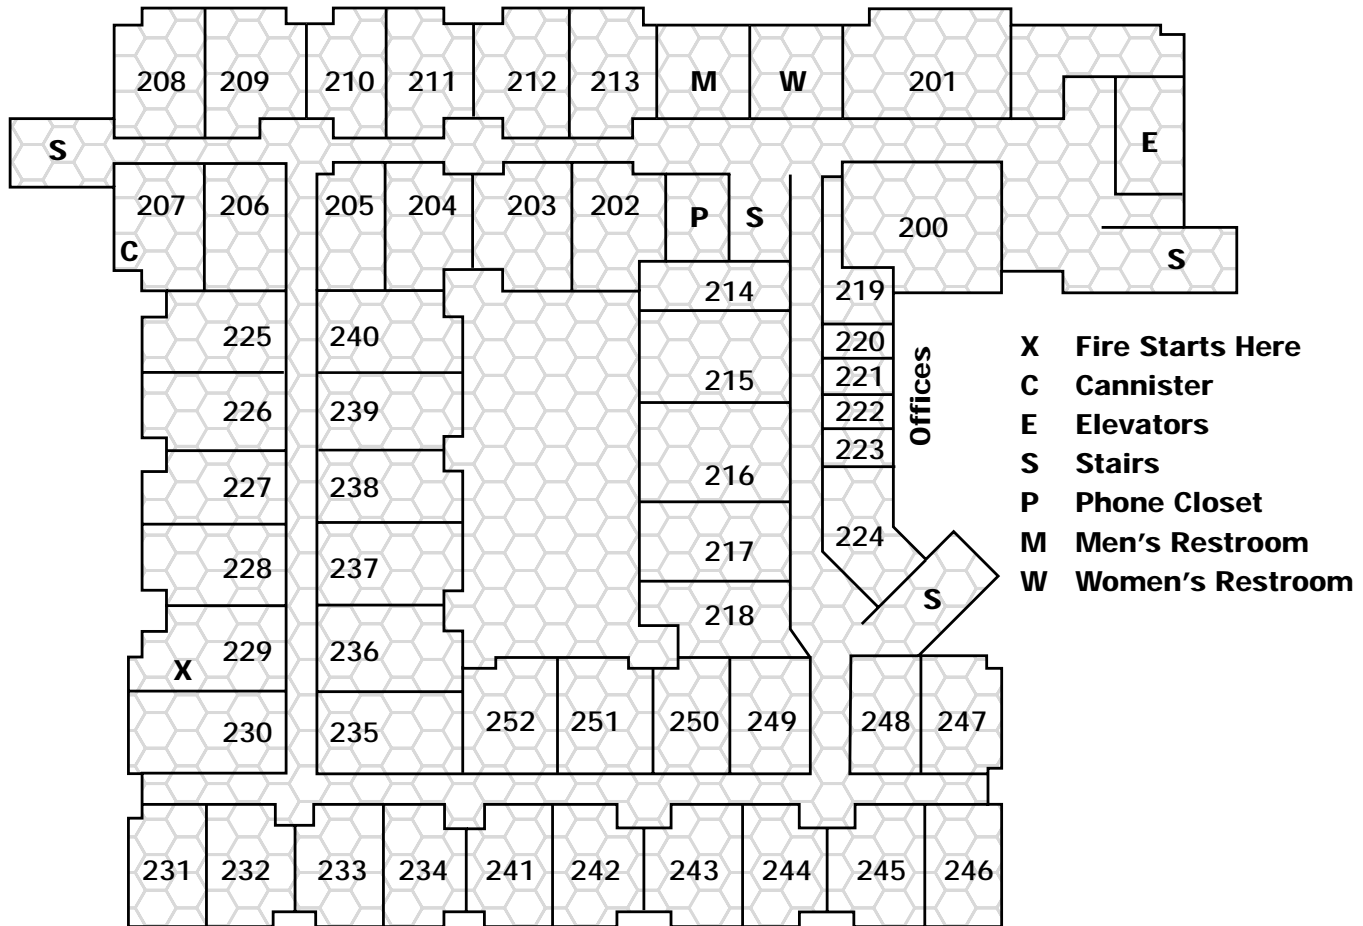 208 209 210 211 212 213 M W 201
S E
207 206 205 204 203 202 P S 200
C S
225 240 214 219
226 239 215 220
227 238 216 221
228 237 217 222
229 236 218 223
X 224
230 235 252 251 250 249 S 248 247
231 232 233 234 241 242 243 244 245 246
Offices
X Fire Starts Here
C Cannister
E Elevators
S Stairs
P Phone Closet
M Men's Restroom
W Women's Restroom